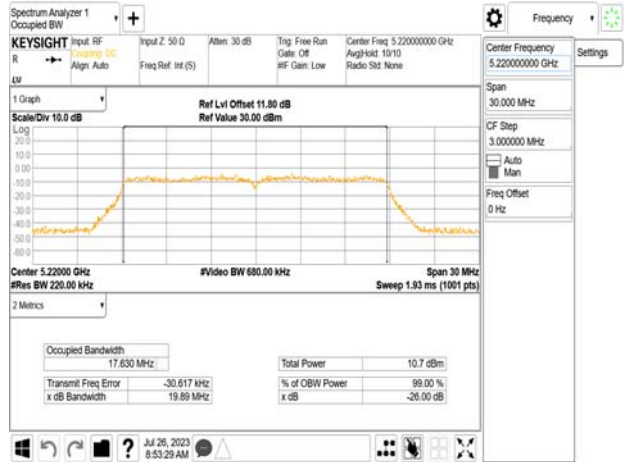 Spectrum Analyzer 1
Occupied BW
+
Frequency
KEYSIGHT Input: RF Input Z: 50 Ω Atten: 30 dB Trig: Free Run Center Freq: 5.220000000 GHz
R Coupling: DC Gate: Off Avg|Hold: 10/10
Align: Auto Freq Ref: Int (S) #IF Gain: Low Radio Std: None
LXI
Center Frequency
5.220000000 GHz
Settings
Span
30.000 MHz
CF Step
3.000000 MHz
Auto
Man
Freq Offset
0 Hz
1 Graph
Ref Lvl Offset 11.80 dB
Scale/Div 10.0 dB Ref Value 30.00 dBm
Log
20.0
10.0
0.00
-10.0
-20.0
-30.0
-40.0
-50.0
-60.0
Center 5.22000 GHz #Video BW 680.00 kHz Span 30 MHz
#Res BW 220.00 kHz Sweep 1.93 ms (1001 pts)
2 Metrics
Occupied Bandwidth
17.630 MHz Total Power 10.7 dBm
Transmit Freq Error -30.617 kHz % of OBW Power 99.00 %
x dB Bandwidth 19.89 MHz x dB -26.00 dB
?
Jul 26, 2023
8:53:29 AM